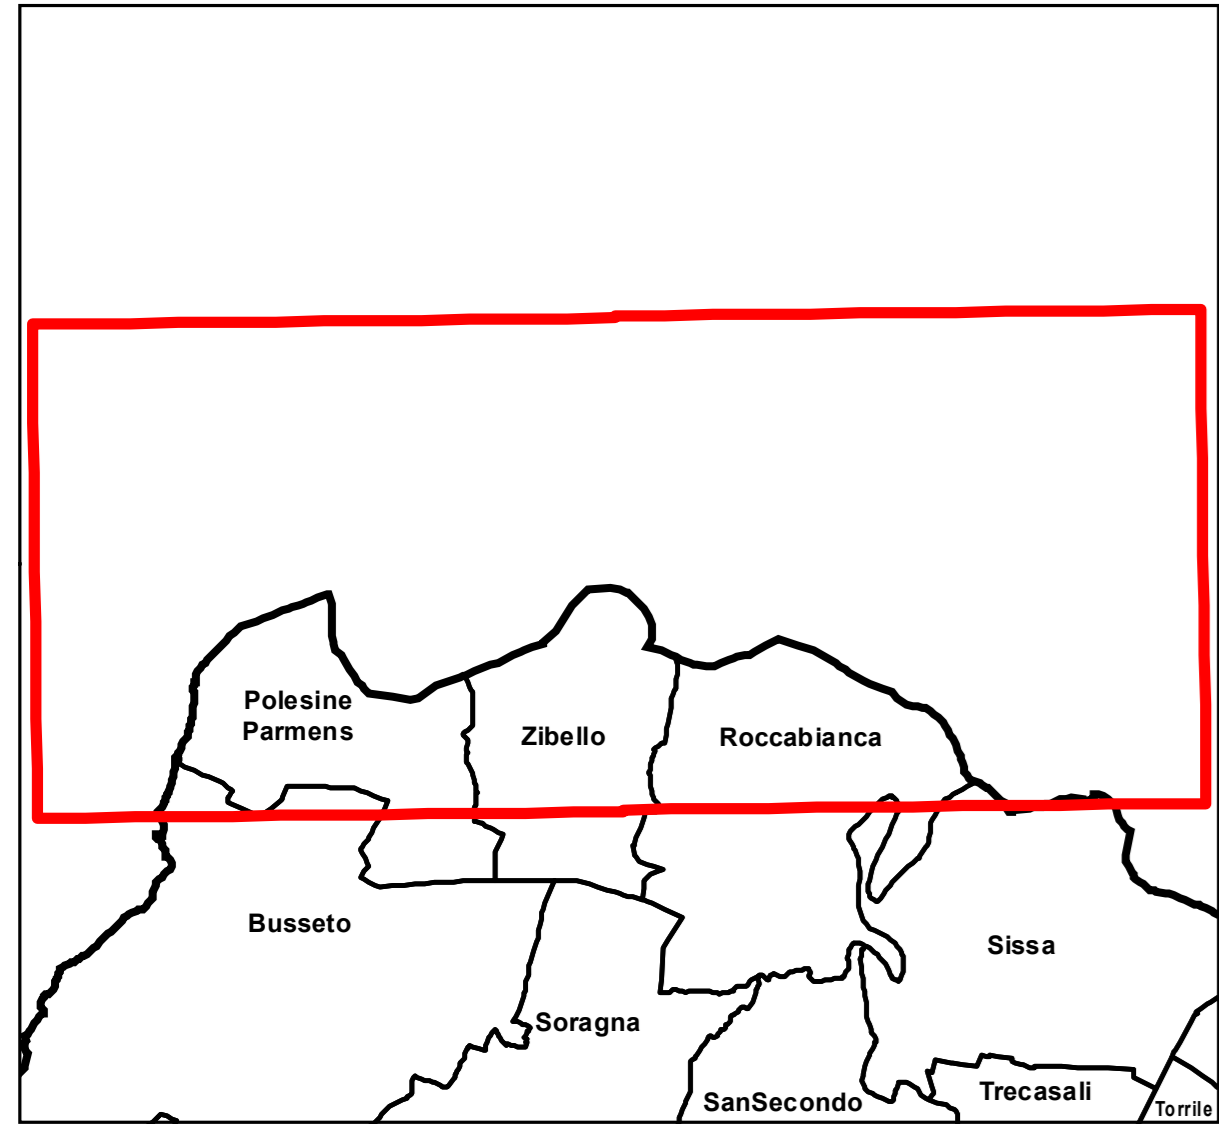 Polesine
Parmens
Zibello
Roccabianca
Busseto
Sissa
Soragna
Trecasali
SanSecondo
Torrile